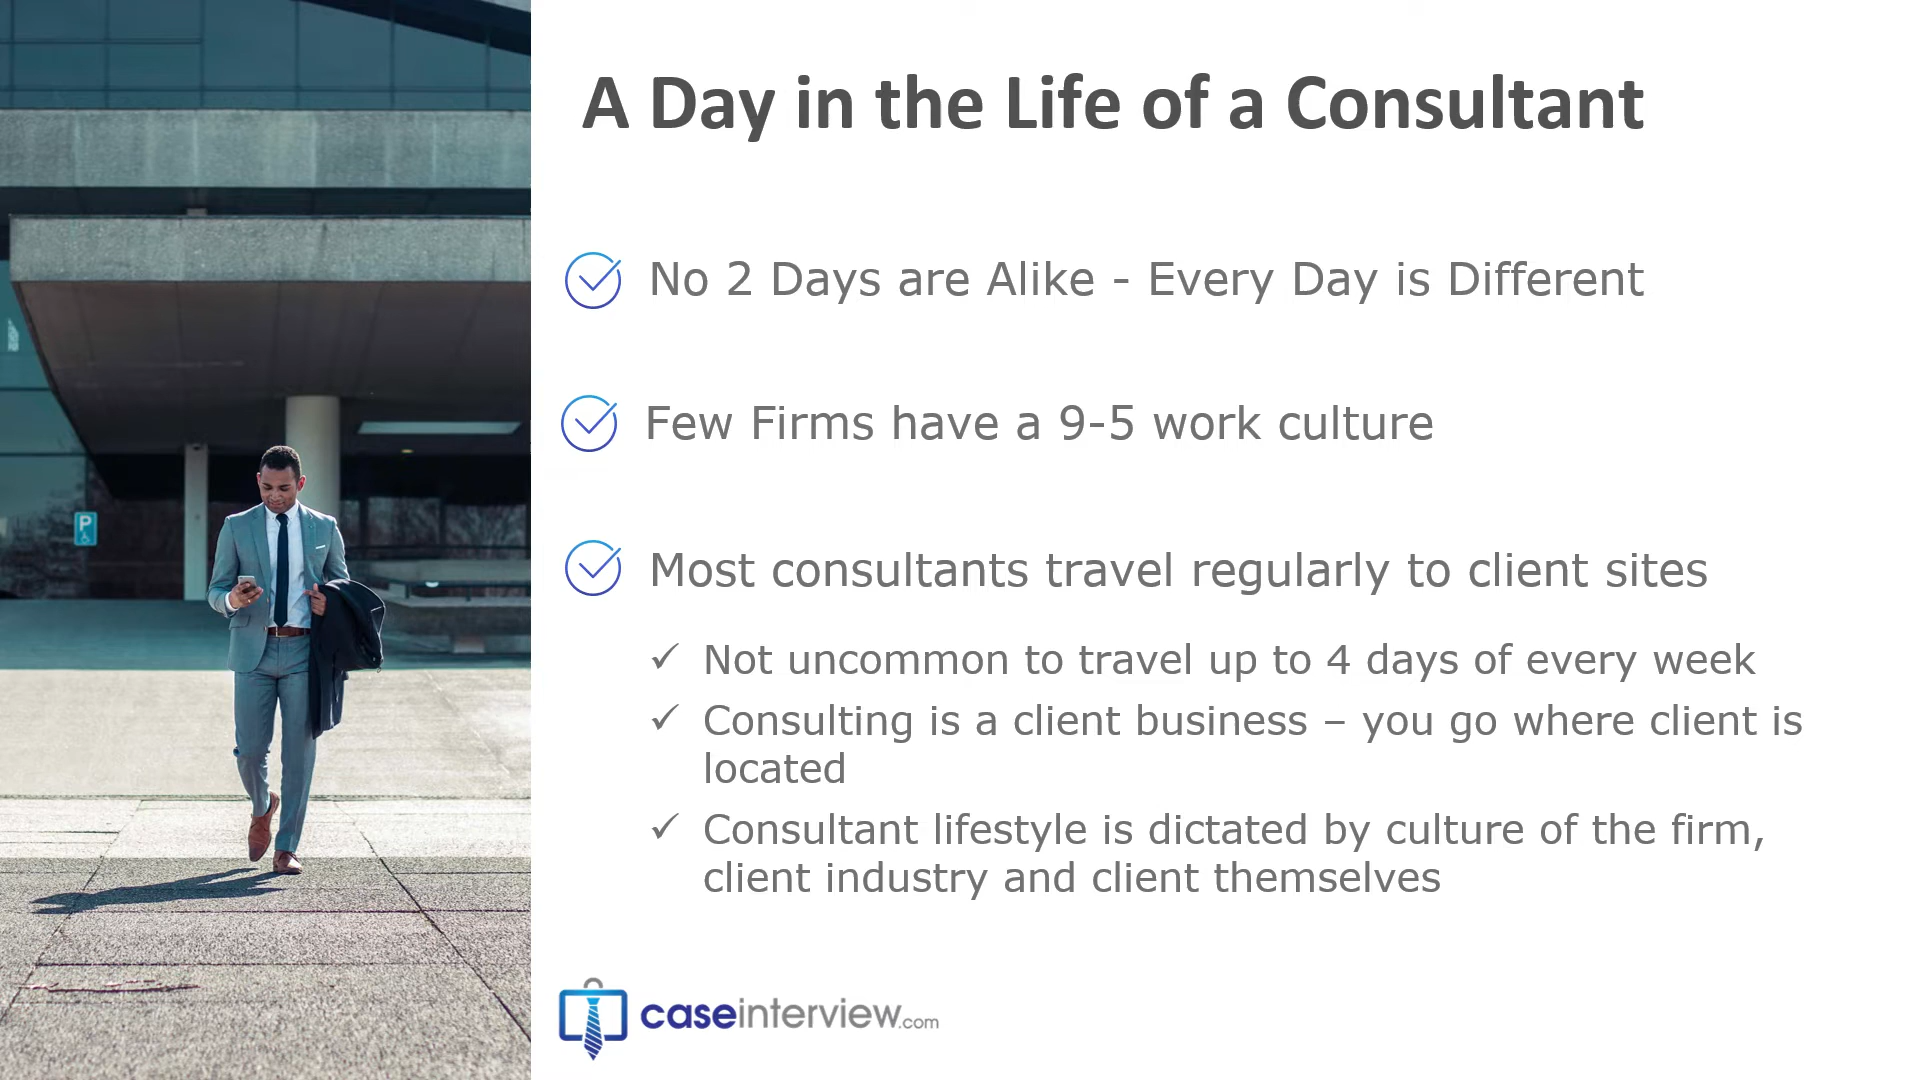 A Day in the Life of a Consultant
No 2 Days are Alike - Every Day is Different
Few Firms have a 9-5 work culture
Most consultants travel regularly to client sites
Not uncommon to travel up to 4 days of every week
Consulting is a client business – you go where client is
located
Consultant lifestyle is dictated by culture of the firm,
client industry and client themselves
P
caseinterview.com